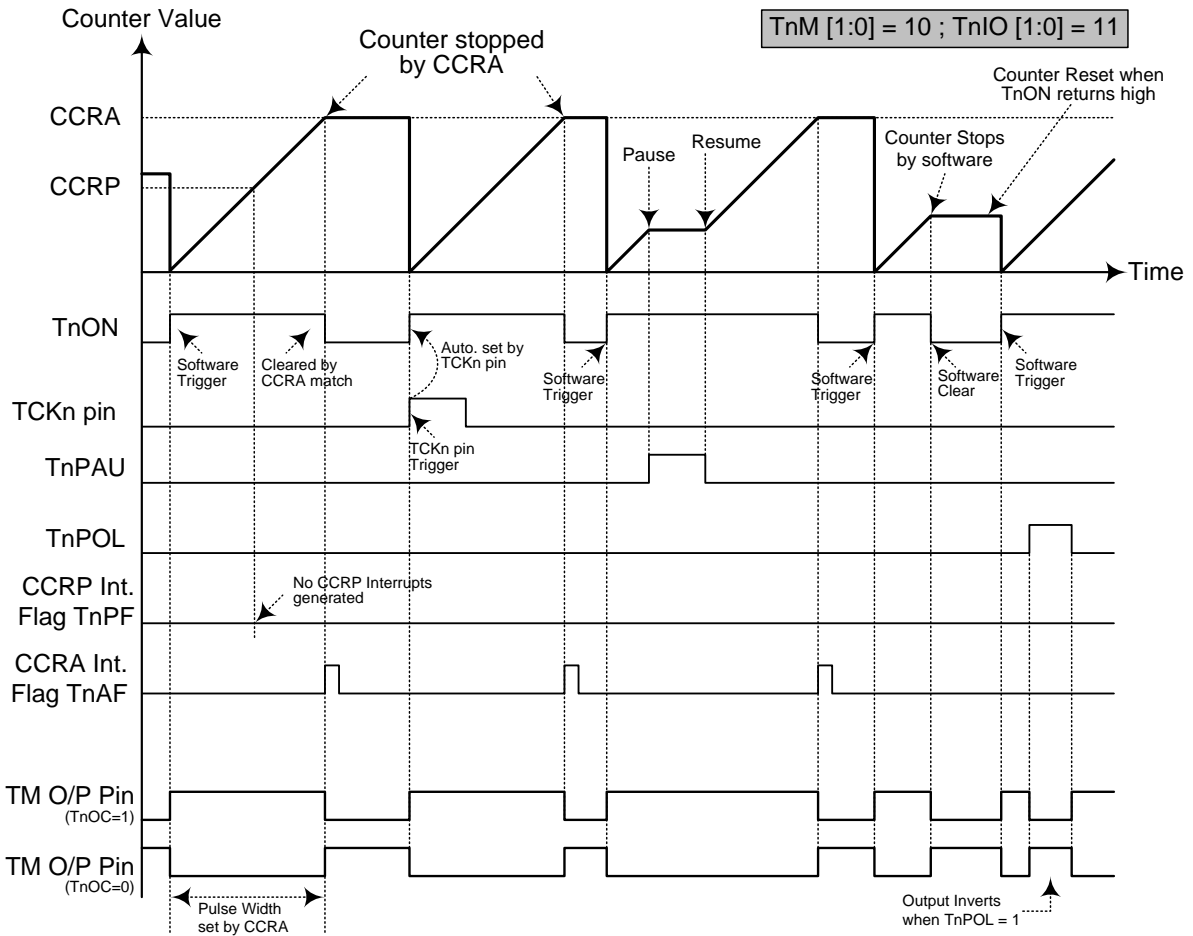 Counter Value
TnM [1:0] = 10 ; TnIO [1:0] = 11
Counter stopped
by CCRA
Counter Reset when
TnON returns high
CCRA
Counter Stops
by software
Pause
Resume
CCRP
Time
TnON
Software
Trigger
Cleared by
CCRA match
Auto. set by
TCKn pin
Software
Trigger
Software
Trigger
Software
Clear
Software
Trigger
TCKn pin
TCKn pin
Trigger
TnPAU
TnPOL
CCRP Int.
Flag TnPF
No CCRP Interrupts
generated
CCRA Int.
Flag TnAF
TM O/P Pin
(TnOC=1)
TM O/P Pin
(TnOC=0)
Pulse Width
set by CCRA
Output Inverts
when TnPOL = 1